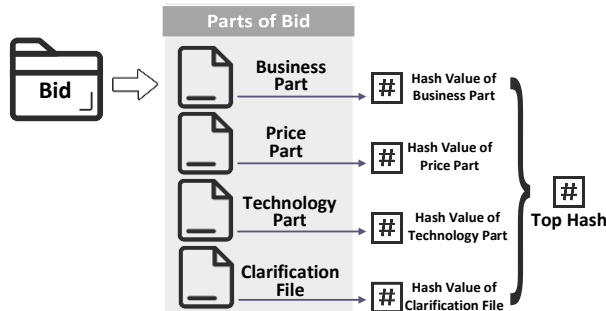 Parts of Bid
Bid
Business
Part
#
Hash Value of
Business Part
Price
Part
#
Hash Value of
Price Part
Technology
Part
#
Hash Value of
Technology Part
Clarification
File
#
Hash Value of
Clarification File
#
Top Hash